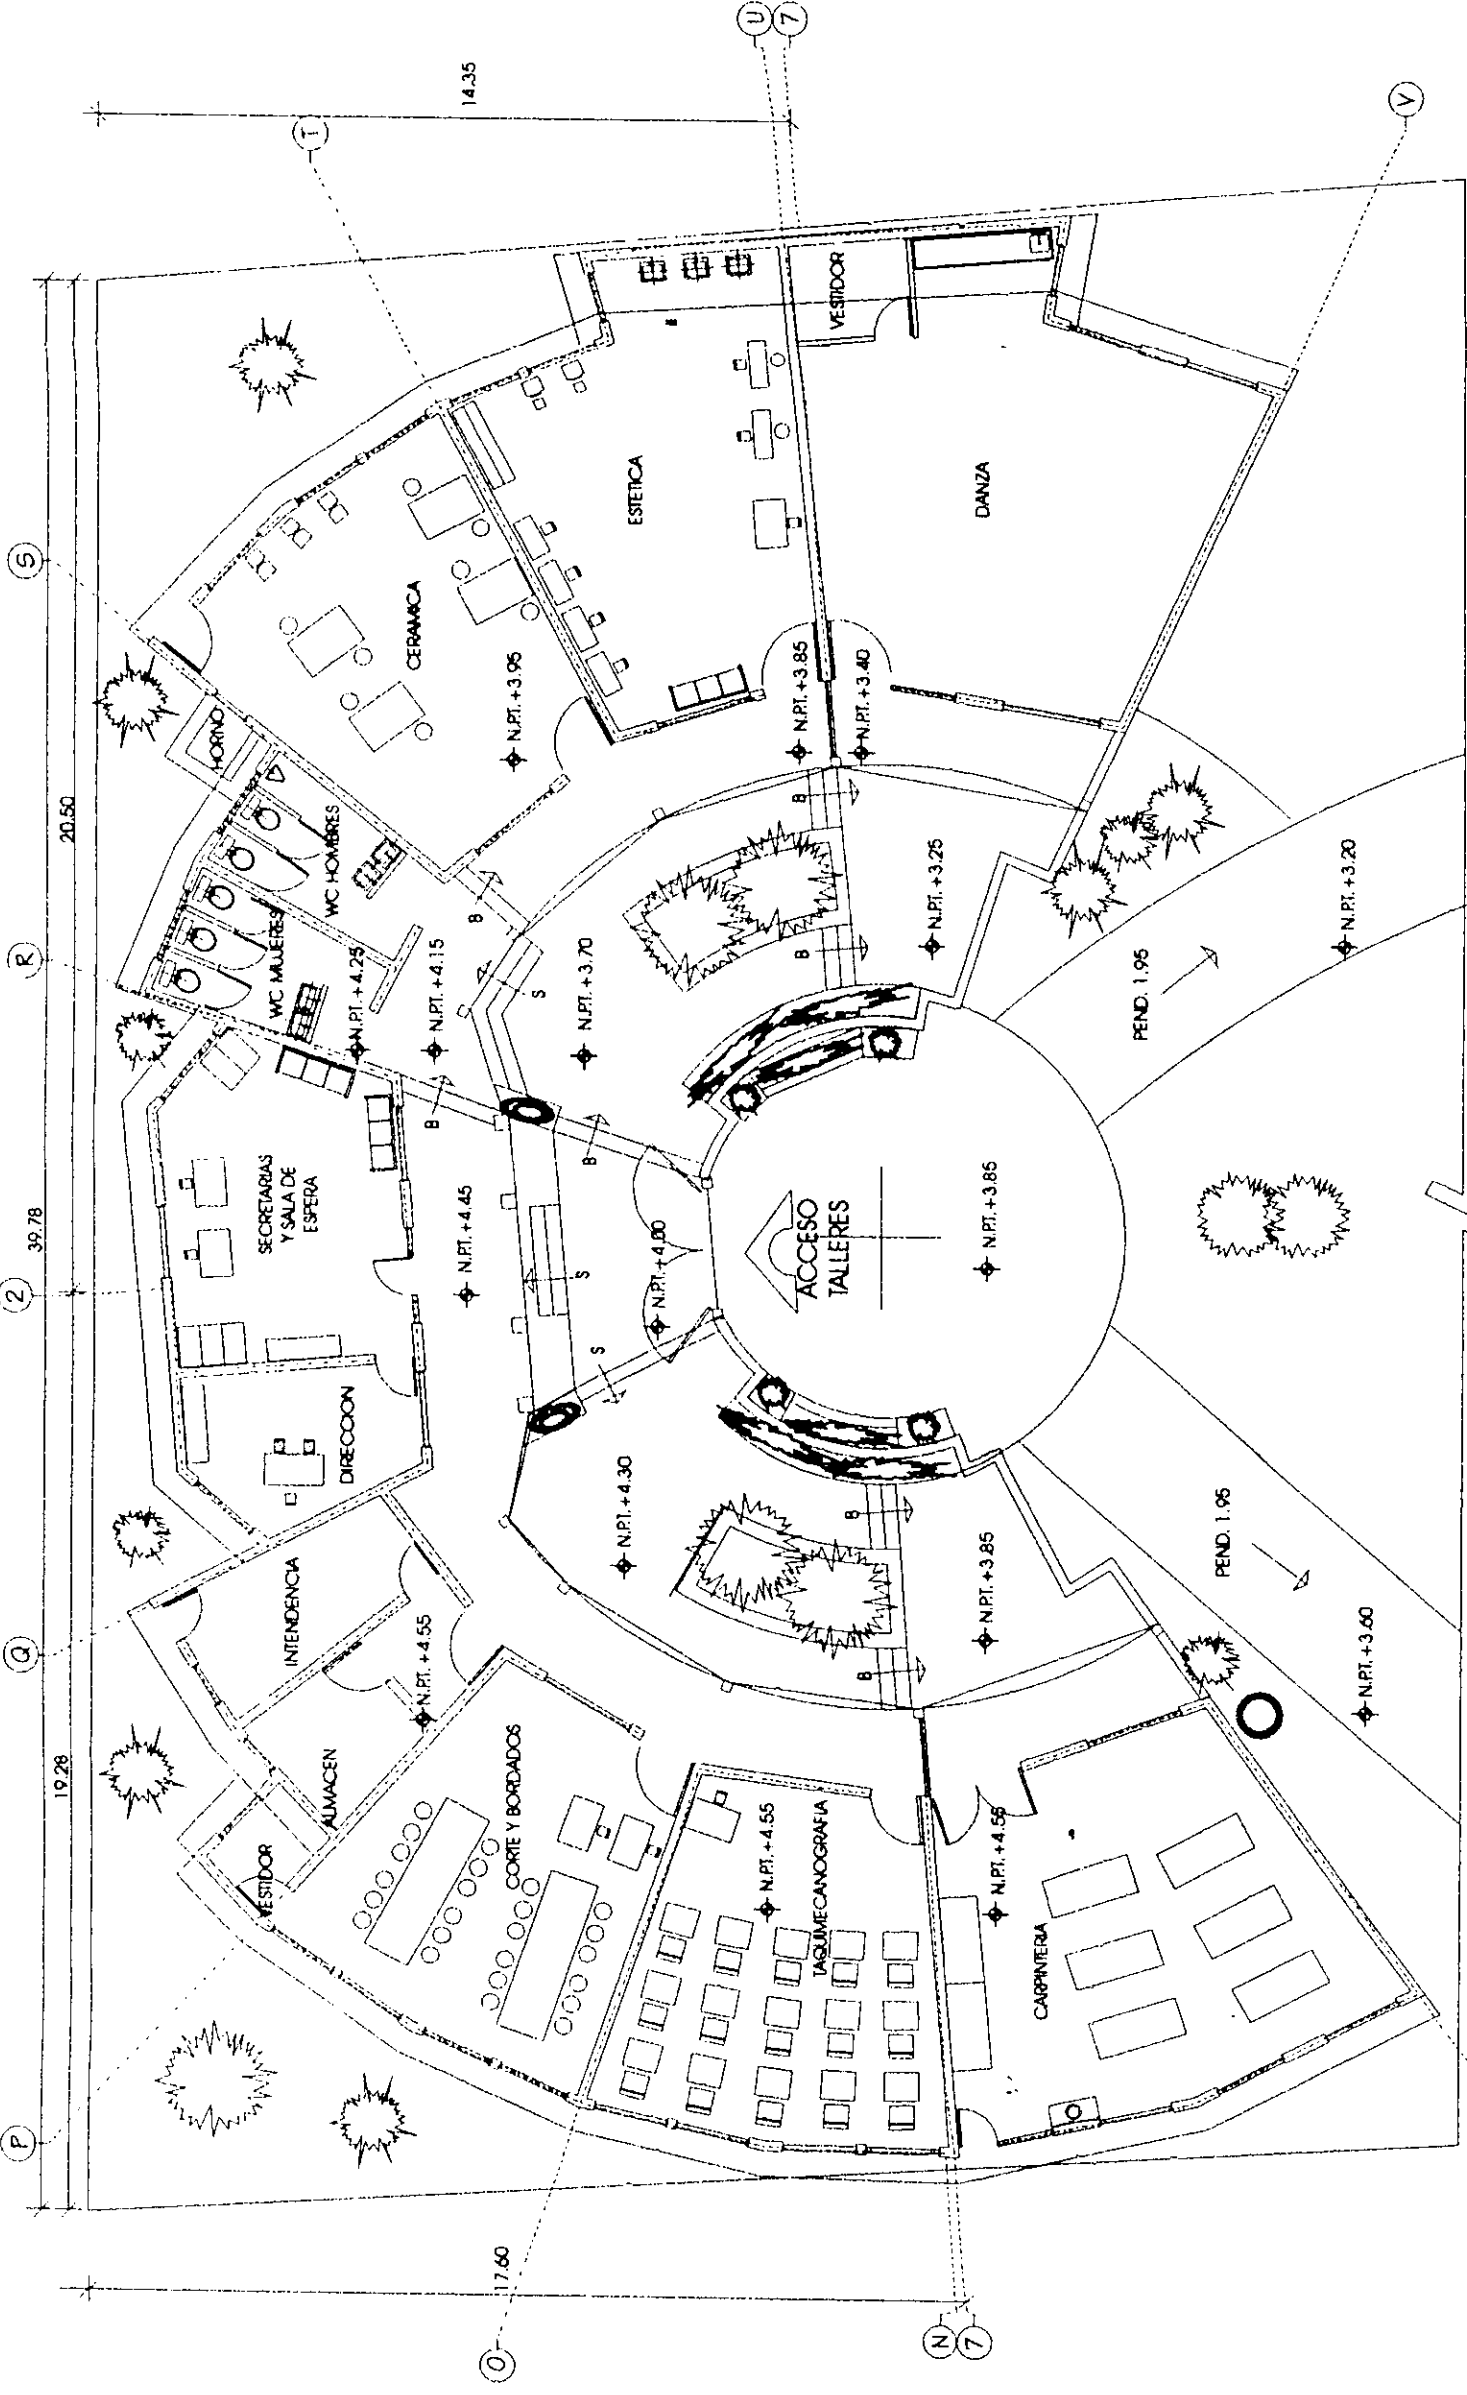 39.78
19.28
20.50
P
Q
2
R
S
T
14.35
U
7
V
17.60
O
N
7
VESTIDOR
ALMACEN
INTENDENCIA
DIRECCION
SECRETARIAS
Y SALA DE
ESPERA
WC MUJERES
WC HOMBRES
HORNO
CERAMICA
ESTETICA
VESTIDOR
DANZA
CORTE Y BORDADOS
TAQUIMECANOGRAFIA
CARPINTERIA
N.P.T. +4.55
N.P.T. +4.55
N.P.T. +4.55
N.P.T. +4.45
N.P.T. +4.25
N.P.T. +4.15
N.P.T. +3.95
N.P.T. +4.30
N.P.T. +4.00
N.P.T. +3.70
N.P.T. +3.85
N.P.T. +3.40
S
S
S
B
B
B
B
B
B
B
ACCESO
TALLERES
N.P.T. +3.85
N.P.T. +3.85
N.P.T. +3.25
PEND. 1.95
PEND. 1.95
N.P.T. +3.60
N.P.T. +3.20